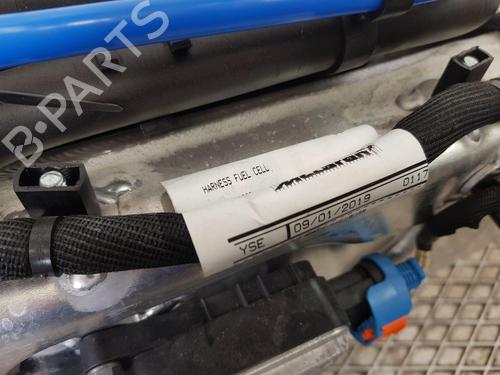 B-PARTS
HARNESS FUEL CELL
YSE 09/01/2019 D117